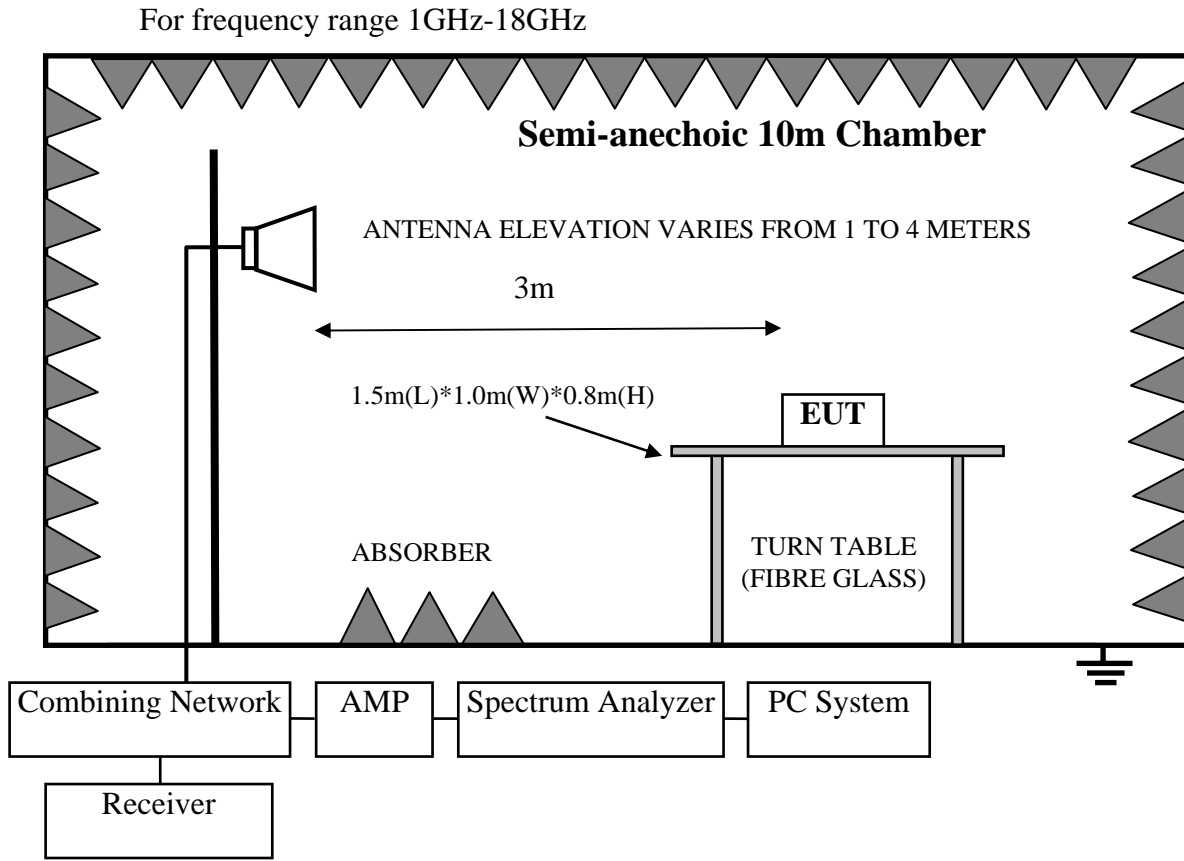 For frequency range 1GHz-18GHz
Semi-anechoic 10m Chamber
ANTENNA ELEVATION VARIES FROM 1 TO 4 METERS
3m
1.5m(L)*1.0m(W)*0.8m(H)
EUT
ABSORBER
TURN TABLE
(FIBRE GLASS)
Combining Network
AMP
Spectrum Analyzer
PC System
Receiver